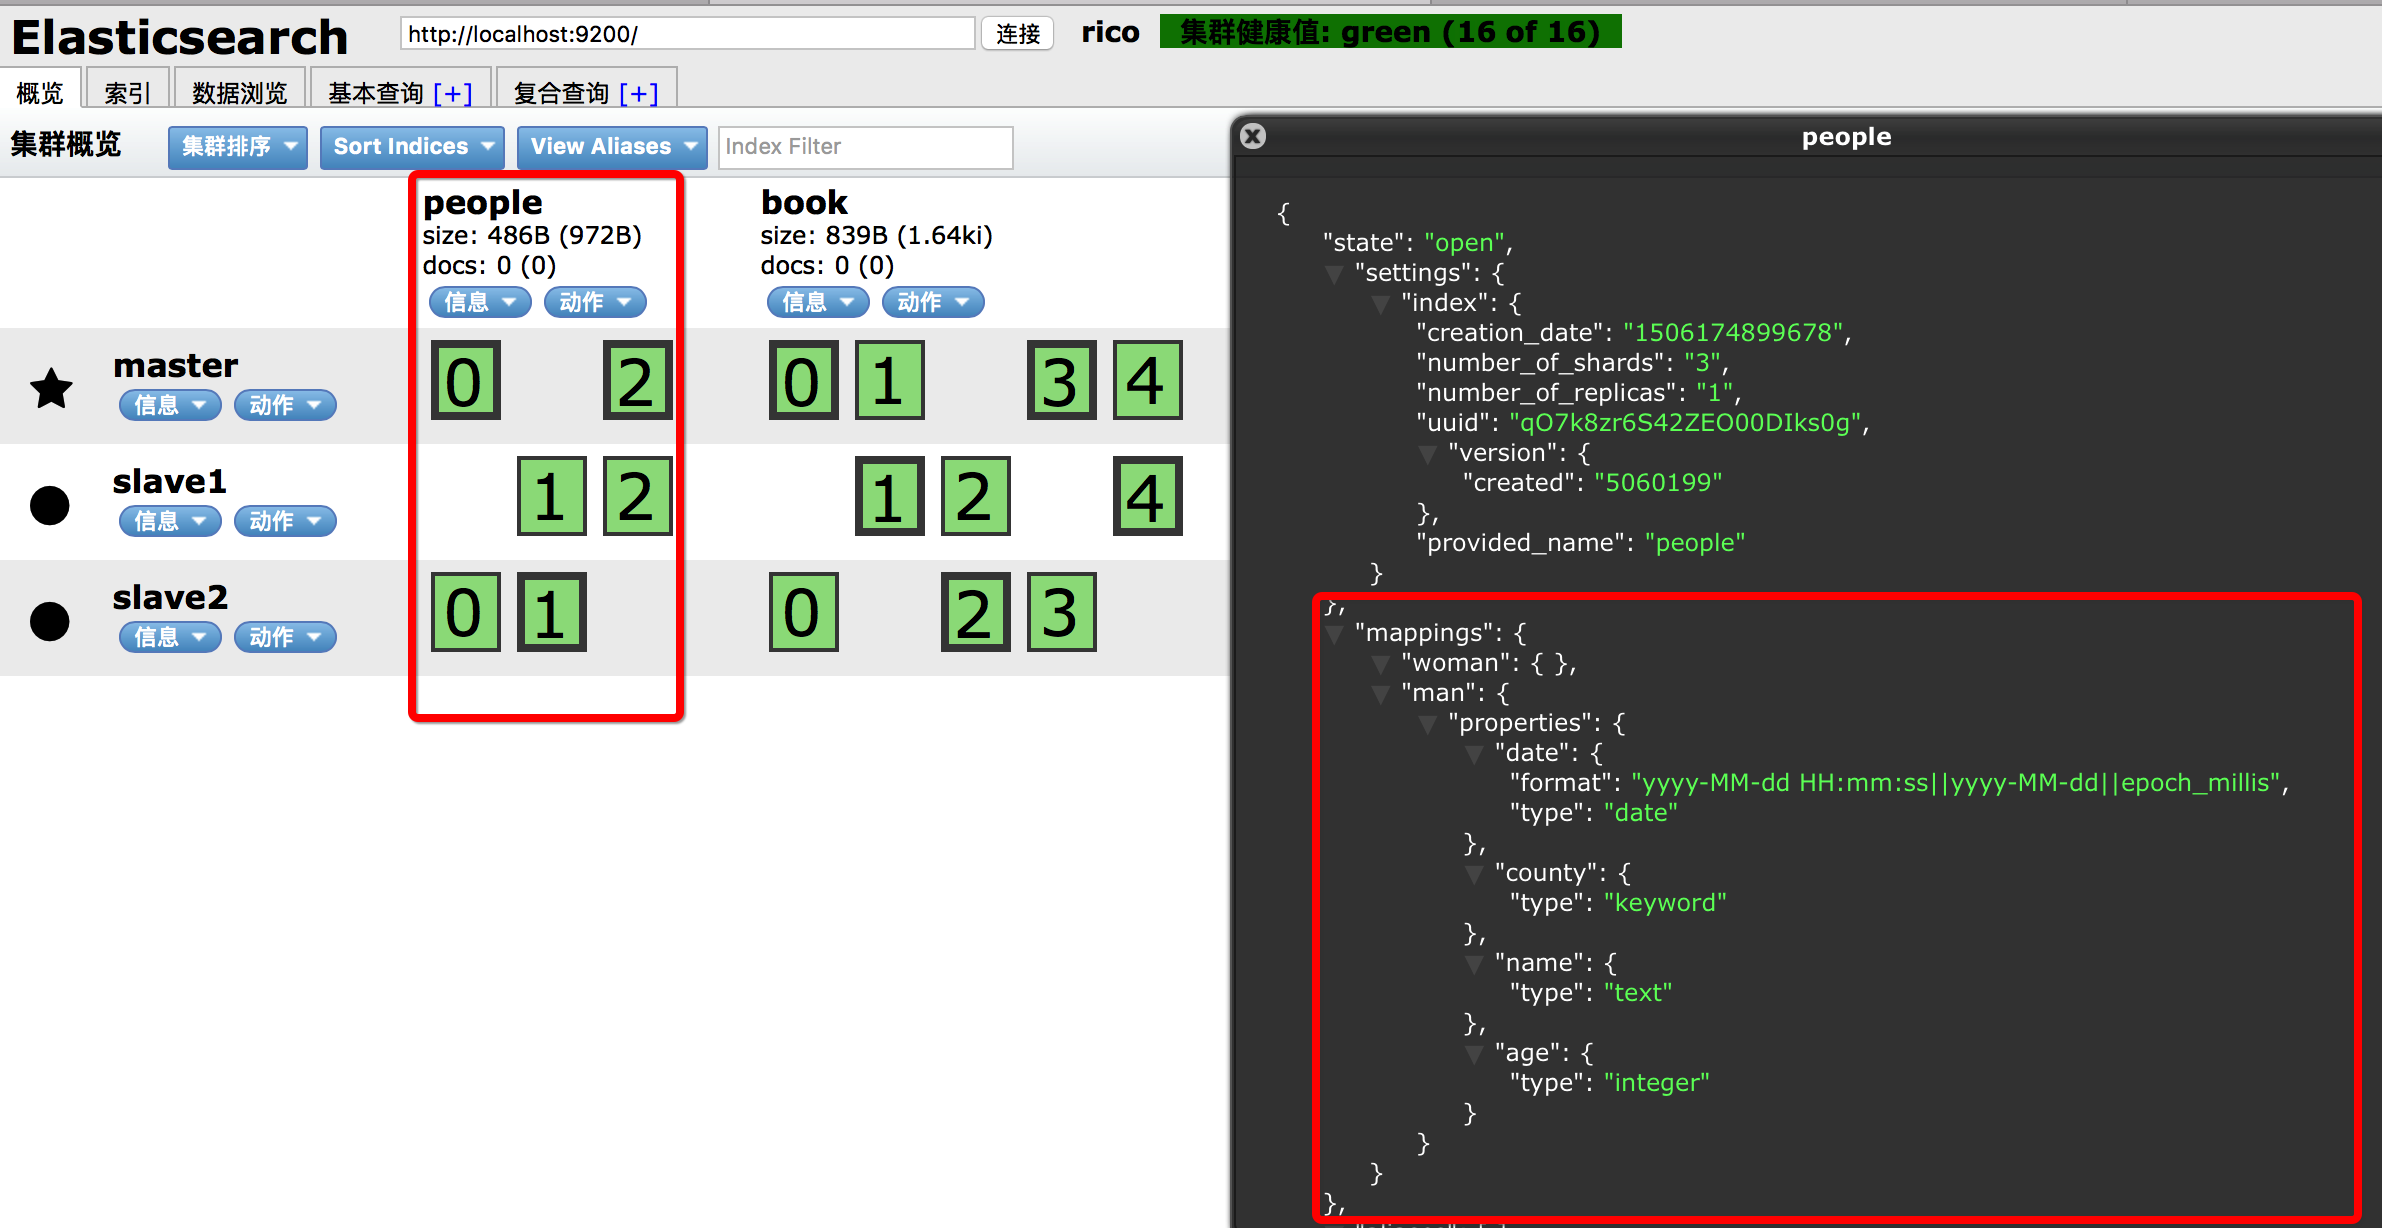 Elasticsearch http://localhost:9200/ 连接 rico 集群健康值: green (16 of 16)
概览 索引 数据浏览 基本查询 [+] 复合查询 [+]
集群概览 集群排序 Sort Indices View Aliases Index Filter
people book
size: 486B (972B) size: 839B (1.64ki)
docs: 0 (0) docs: 0 (0)
信息 动作 信息 动作
master 0 2 0 1 3 4
信息 动作
slave1 1 2 1 2 4
信息 动作
slave2 0 1 0 2 3
信息 动作
people
{
"state": "open",
"settings": {
"index": {
"creation_date": "1506174899678",
"number_of_shards": "3",
"number_of_replicas": "1",
"uuid": "qO7k8zr6S42ZEO00DIks0g",
"version": {
"created": "5060199"
},
"provided_name": "people"
}
},
"mappings": {
"woman": { },
"man": {
"properties": {
"date": {
"format": "yyyy-MM-dd HH:mm:ss||yyyy-MM-dd||epoch_millis",
"type": "date"
},
"county": {
"type": "keyword"
},
"name": {
"type": "text"
},
"age": {
"type": "integer"
}
}
}
},